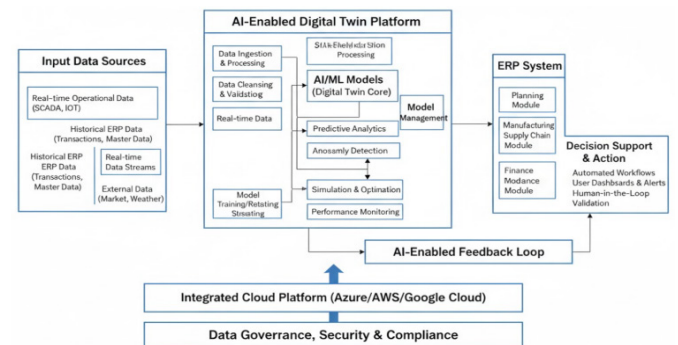 AI-Enabled Digital Twin Platform
Input Data Sources
Real-time Operational Data
(SCADA, IOT)
Historical ERP Data
(Transactions, Master Data)
Historical ERP
ERP Data
(Transactions,
Master Data)
Real-time
Data Streams
External Data
(Market, Weather)
Data Ingestion
& Processing
Data Cleansing
& Validstiog
Real-time Data
Model
Training/Rotating
Processing
AI/ML Models
(Digital Twin Core)
Model
Management
Predictive Analytics
Anosamly Detection
Simulation & Optination
Performance Monitoring
ERP System
Planning
Module
Manufacturing
Supply Chain
Module
Finance
Modance
Module
Decision Support
& Action
Automated Workflows
User Dashbards & Alerts
Human-in-the-Loop
Validation
AI-Enabled Feedback Loop
Integrated Cloud Platform (Azure/AWS/Google Cloud)
Data Goverrance, Security & Compliance